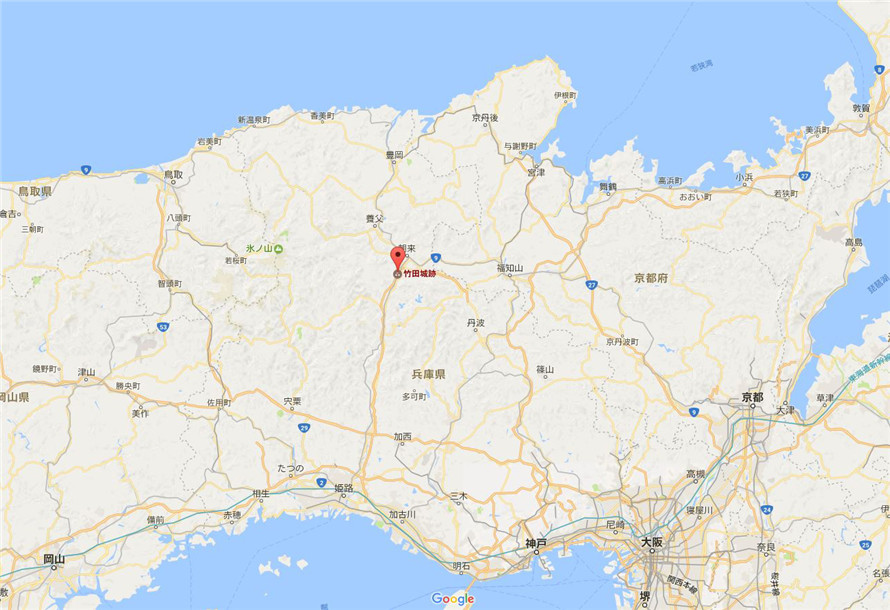 若狭湾
8
敦賀
伊根町
京丹後
香美町
新温泉町
美浜町
岩美町
与謝野町
豊岡
9
鳥取
宮津
舞鶴
高浜町
小浜
27
鳥取県
おおい町
若狭町
倉吉
八頭町
養父
三朝町
氷ノ山
朝来
9
高島
若桜町
竹田城跡
福知山
京都府
琵琶湖
智頭町
27
53
丹波
京丹波町
鏡野町
津山
兵庫県
篠山
東海道新幹線
勝央町
多可町
岡山県
佐用町
宍粟
美作
京都
大津
草津
9
29
加西
たつの
2
姫路
高槻
相生
三木
備前
赤穂
加古川
寝屋川
24
尼崎
神戸
大阪
奈良
25
岡山
明石
関西本線
名張
桜井線
堺
Google